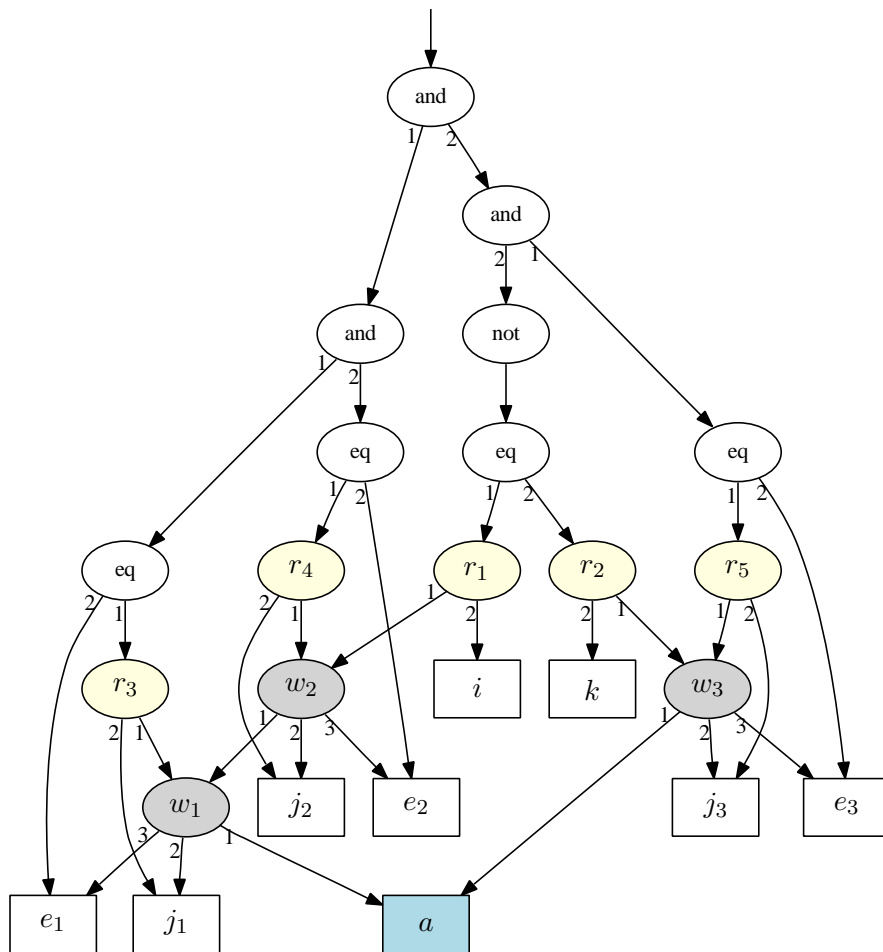 and
1 2
and
2 1
and not
1 2
eq eq eq
1 2 1 2 1 2
eq r₄ r₁ r₂ r₅
2 1 2 1 1 2 2 1 1 2
r₃ w₂ i k w₃
2 1 1 2 3 1 2 3
w₁ j₂ e₂ j₃ e₃
3 2 1
e₁ j₁ a